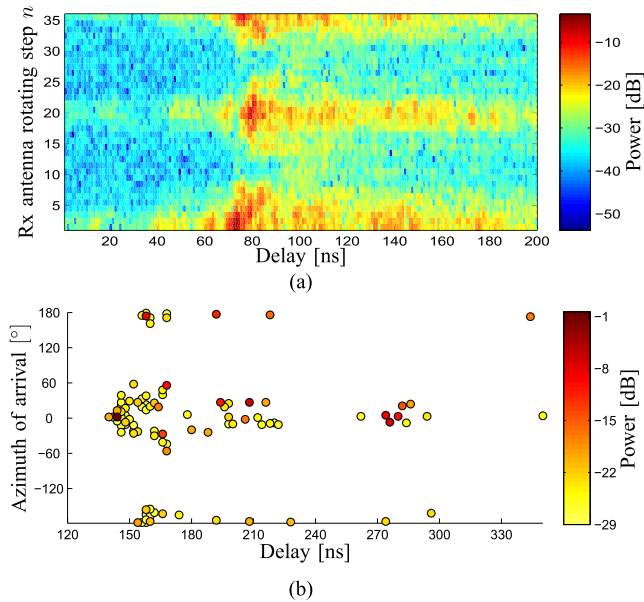 35
30
25
20
15
10
5
Rx antenna rotating step n
20 40 60 80 100 120 140 160 180 200
Delay [ns]
-10
-20
-30
-40
-50
Power [dB]
(a)
180
120
60
0
-60
-120
Azimuth of arrival [°]
120 150 180 210 240 270 300 330
Delay [ns]
-1
-8
-15
-22
-29
Power [dB]
(b)